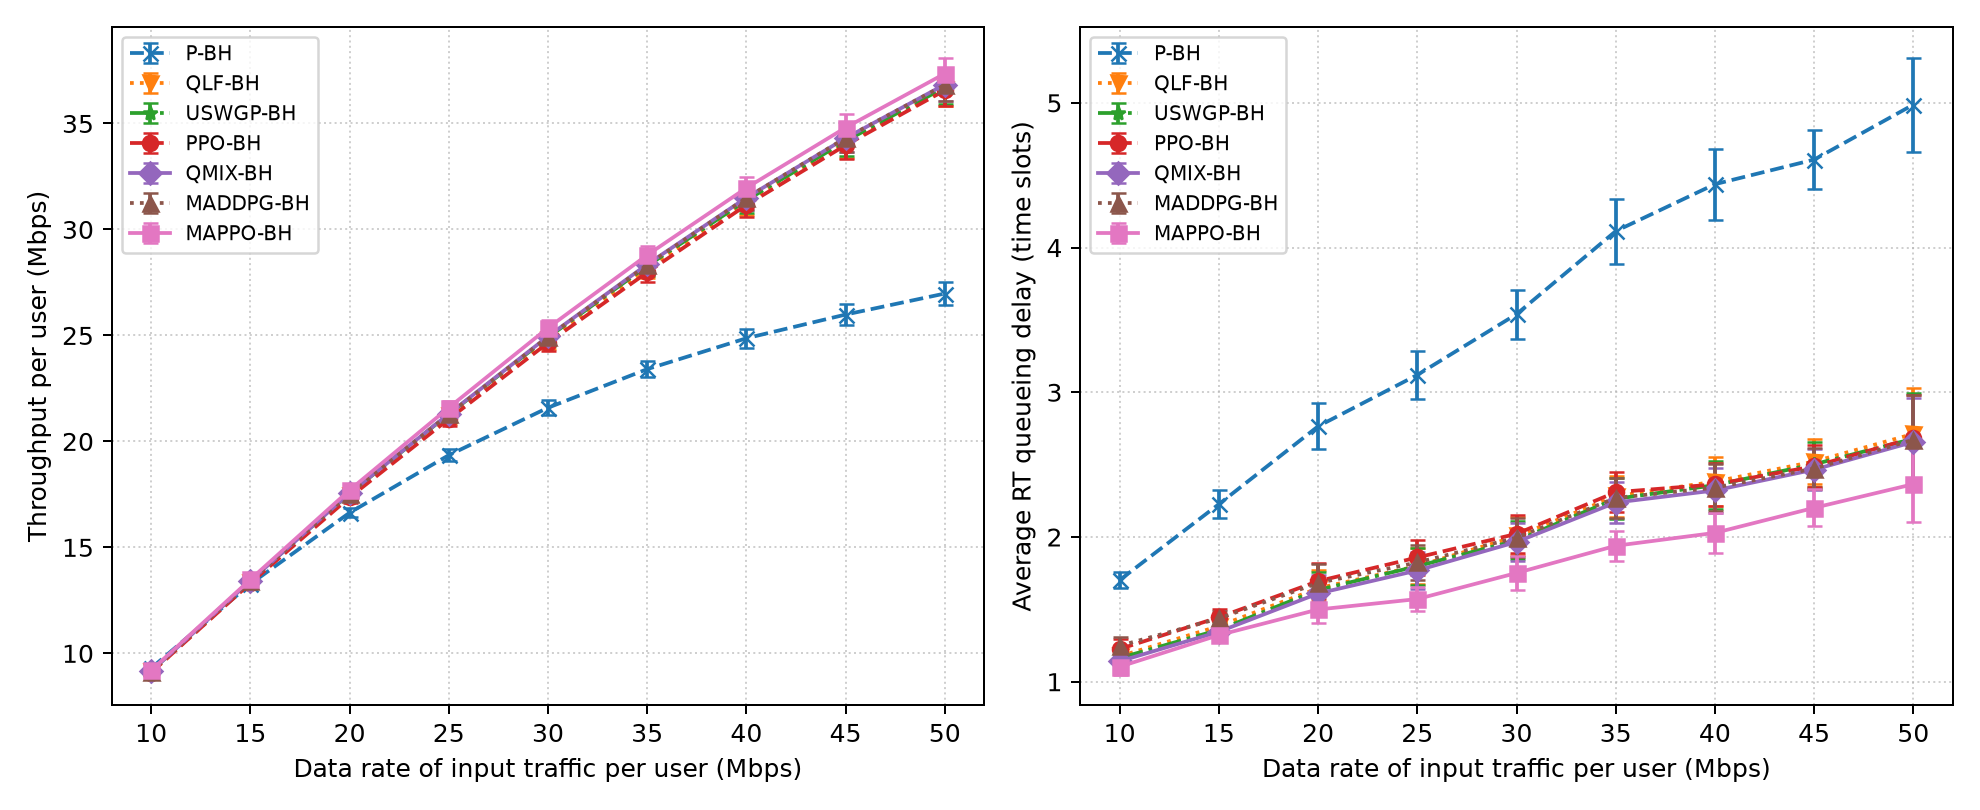 Throughput per user (Mbps)
35
30
25
20
15
10
P-BH
QLF-BH
USWGP-BH
PPO-BH
QMIX-BH
MADDPG-BH
MAPPO-BH
10 15 20 25 30 35 40 45 50
Data rate of input traffic per user (Mbps)
Average RT queueing delay (time slots)
5
4
3
2
1
P-BH
QLF-BH
USWGP-BH
PPO-BH
QMIX-BH
MADDPG-BH
MAPPO-BH
10 15 20 25 30 35 40 45 50
Data rate of input traffic per user (Mbps)